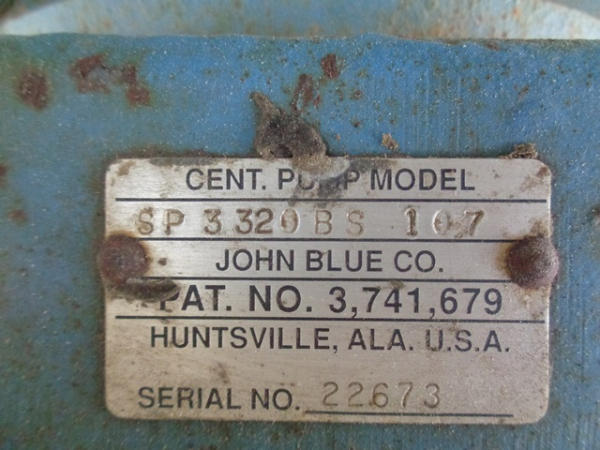 CENT. PUMP MODEL
SP 3320BS 107
JOHN BLUE CO.
PAT. NO. 3,741,679
HUNTSVILLE, ALA. U.S.A.
SERIAL NO. 22673